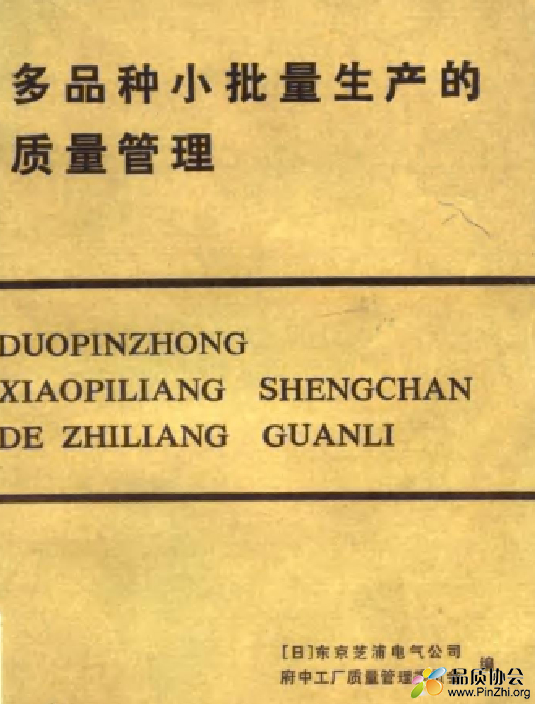 多品种小批量生产的
质量管理
DUOPINZHONG
XIAOPILIANG SHENGCHAN
DE ZHILIANG GUANLI
[日]东京芝浦电气公司
府中工厂质量管理 编
品质协会
www.PinZhi.org